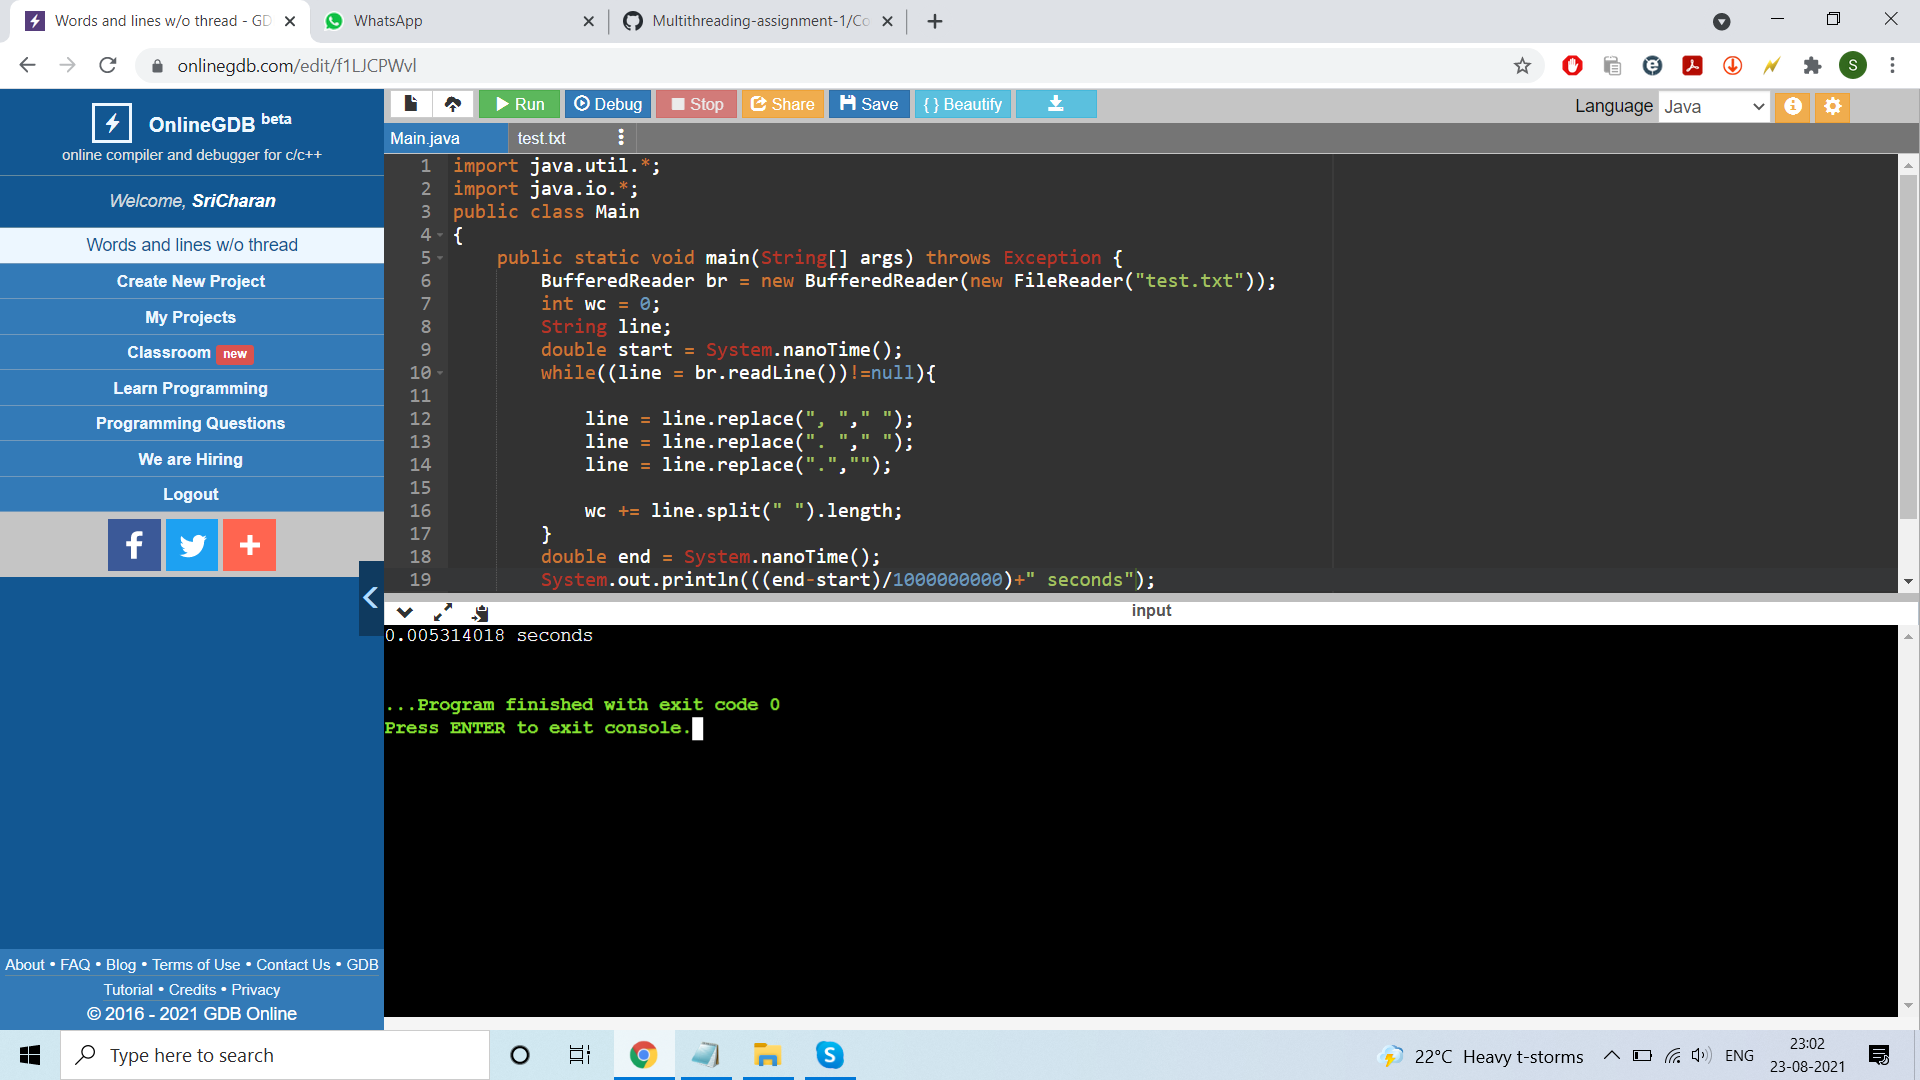 Words and lines w/o thread - GD
WhatsApp
Multithreading-assignment-1/Co
onlinegdb.com/edit/f1LJCPWvl
S
OnlineGDB beta
online compiler and debugger for c/c++
Welcome, SriCharan
Words and lines w/o thread
Create New Project
My Projects
Classroom new
Learn Programming
Programming Questions
We are Hiring
Logout
About • FAQ • Blog • Terms of Use • Contact Us • GDB
Tutorial • Credits • Privacy
© 2016 - 2021 GDB Online
Run Debug Stop Share Save { } Beautify
Language Java
Main.java test.txt
1 import java.util.*;
2 import java.io.*;
3 public class Main
4 {
5 public static void main(String[] args) throws Exception {
6 BufferedReader br = new BufferedReader(new FileReader("test.txt"));
7 int wc = 0;
8 String line;
9 double start = System.nanoTime();
10 while((line = br.readLine())!=null){
11
12 line = line.replace(", "," ");
13 line = line.replace(". "," ");
14 line = line.replace(".","");
15
16 wc += line.split(" ").length;
17 }
18 double end = System.nanoTime();
19 System.out.println(((end-start)/1000000000)+" seconds");
input
0.005314018 seconds
...Program finished with exit code 0
Press ENTER to exit console.
Type here to search
22°C Heavy t-storms
ENG
23:02
23-08-2021